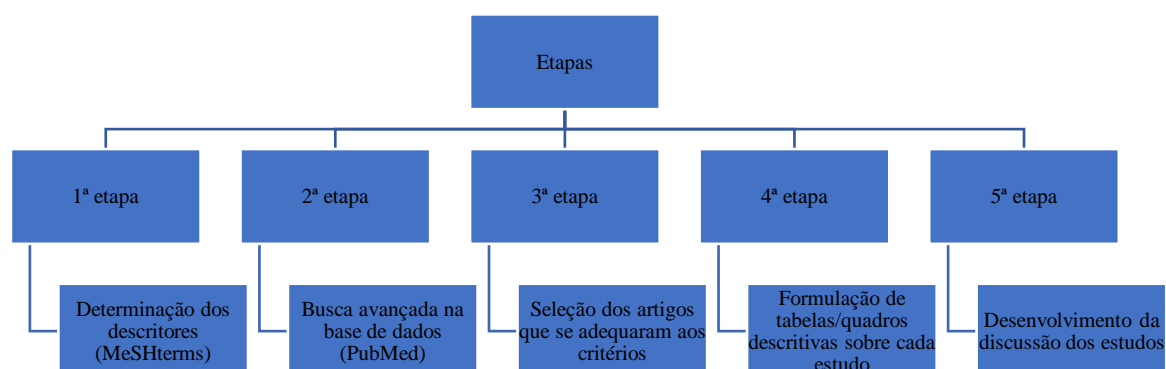 Etapas
1ª etapa
2ª etapa
3ª etapa
4ª etapa
5ª etapa
Determinação dos
descritores
(MeSHterms)
Busca avançada na
base de dados
(PubMed)
Seleção dos artigos
que se adequaram aos
critérios
Formulação de
tabelas/quadros
descritivas sobre cada
estudo
Desenvolvimento da
discussão dos estudos